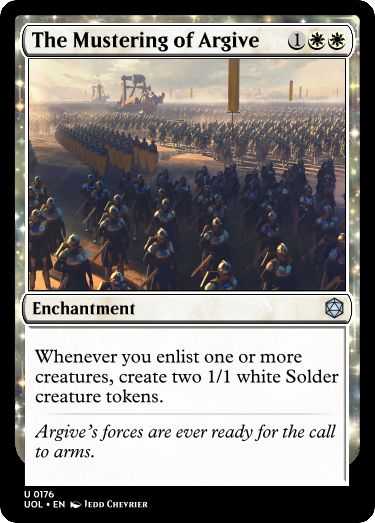 The Mustering of Argive 1
Enchantment
Whenever you enlist one or more
creatures, create two 1/1 white Solder
creature tokens.
Argive's forces are ever ready for the call
to arms.
U 0176
UOL • EN Jedd Chevrier